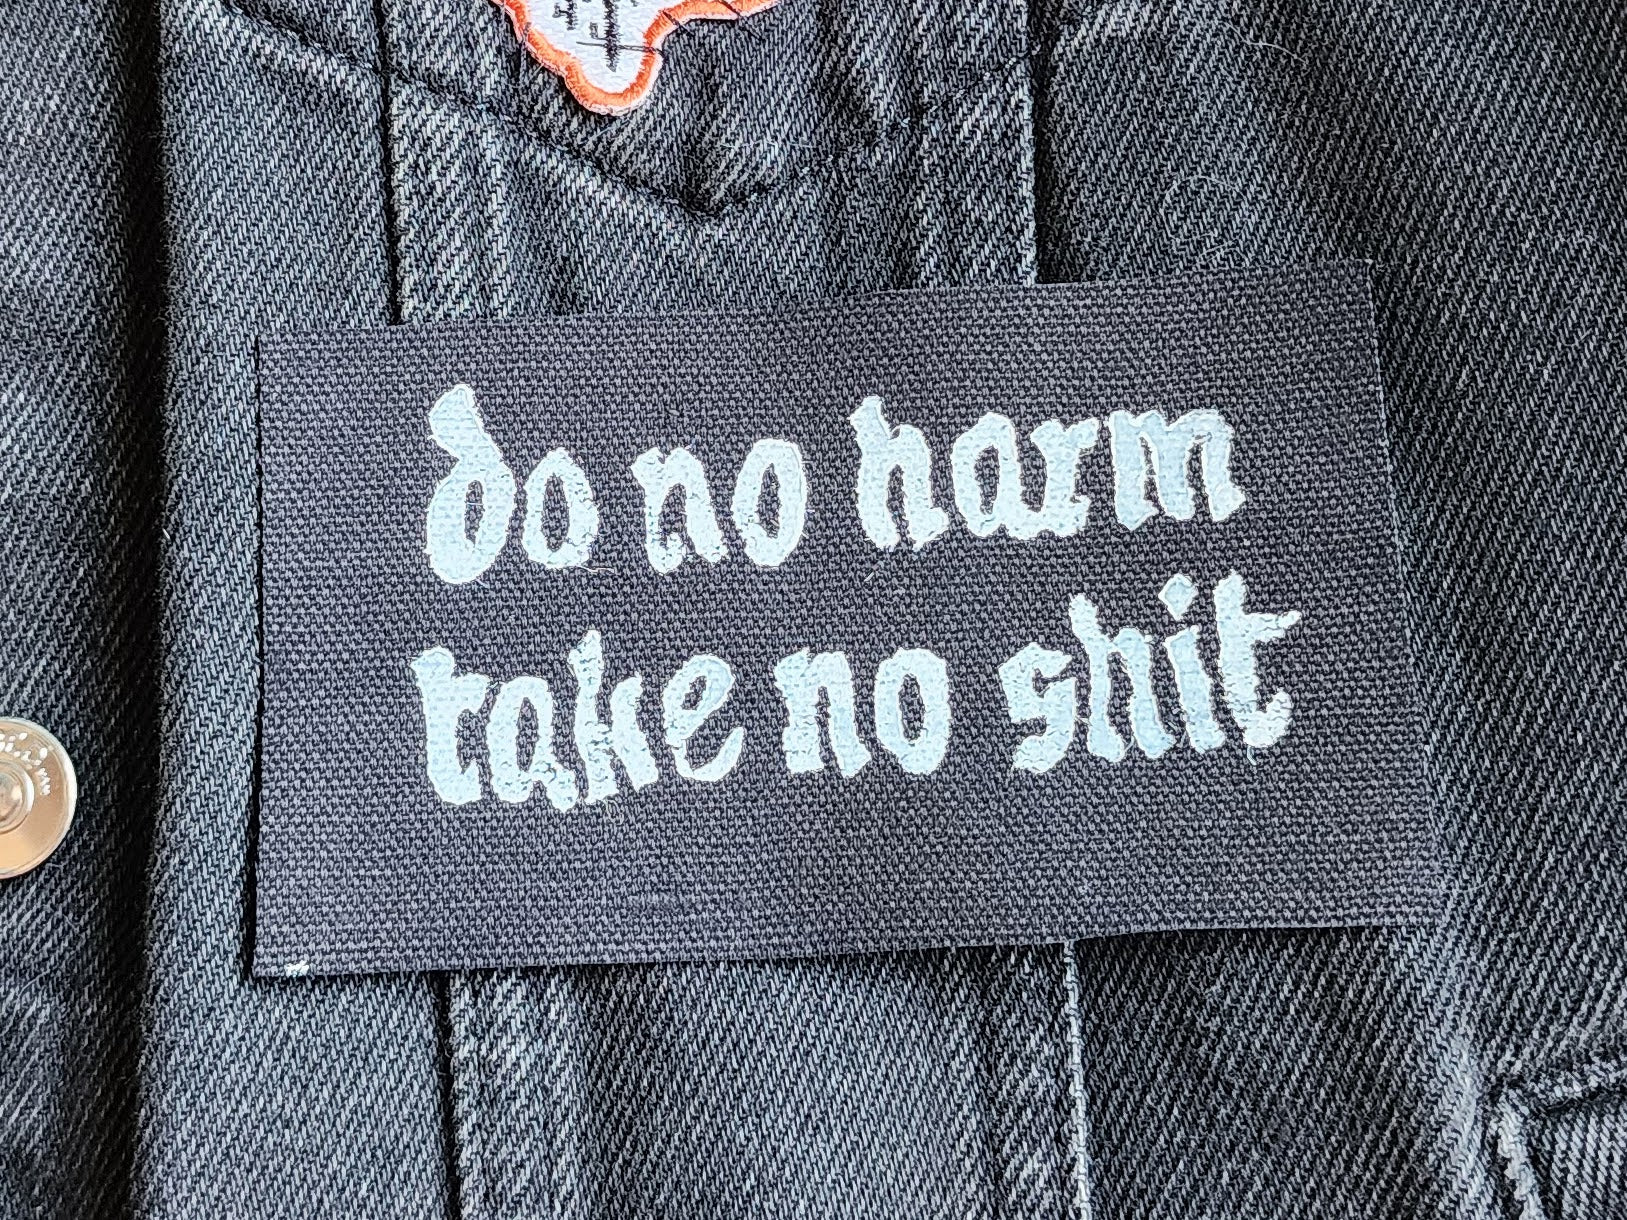 do no harm
take no shit